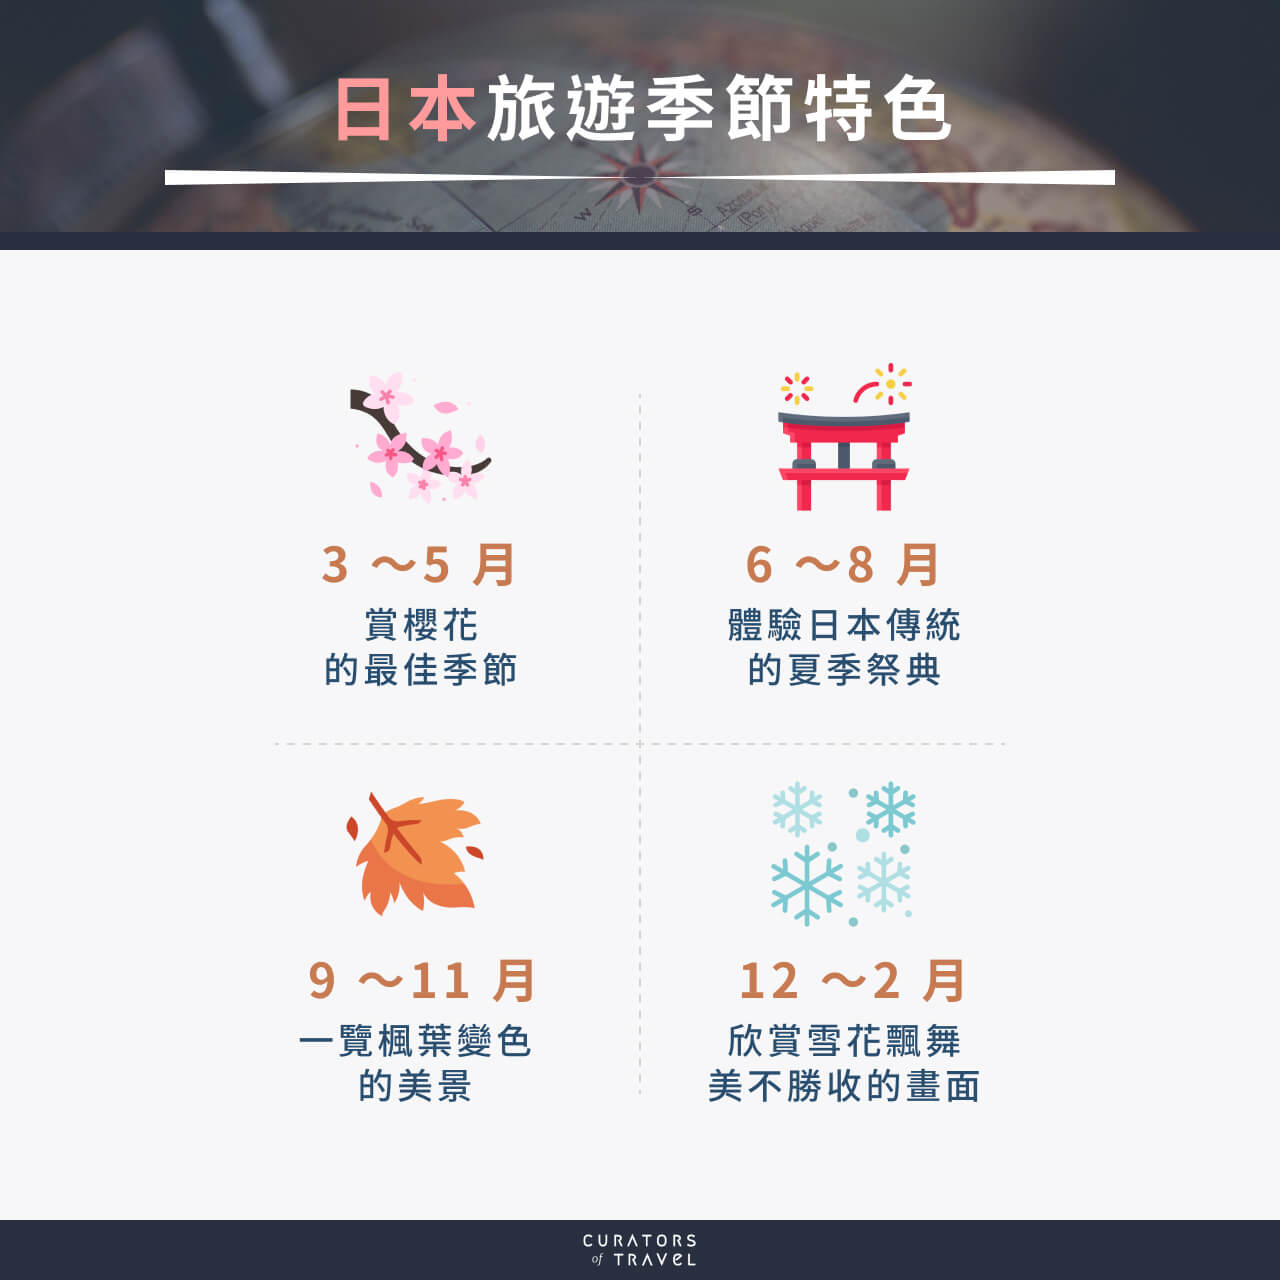 日本旅遊季節特色
W
S
Azores
(Port.)
3 ～5 月
賞櫻花
的最佳季節
6 ～8 月
體驗日本傳統
的夏季祭典
9 ～11 月
一覽楓葉變色
的美景
12 ～2 月
欣賞雪花飄舞
美不勝收的畫面
CURATORS
of TRAVEL